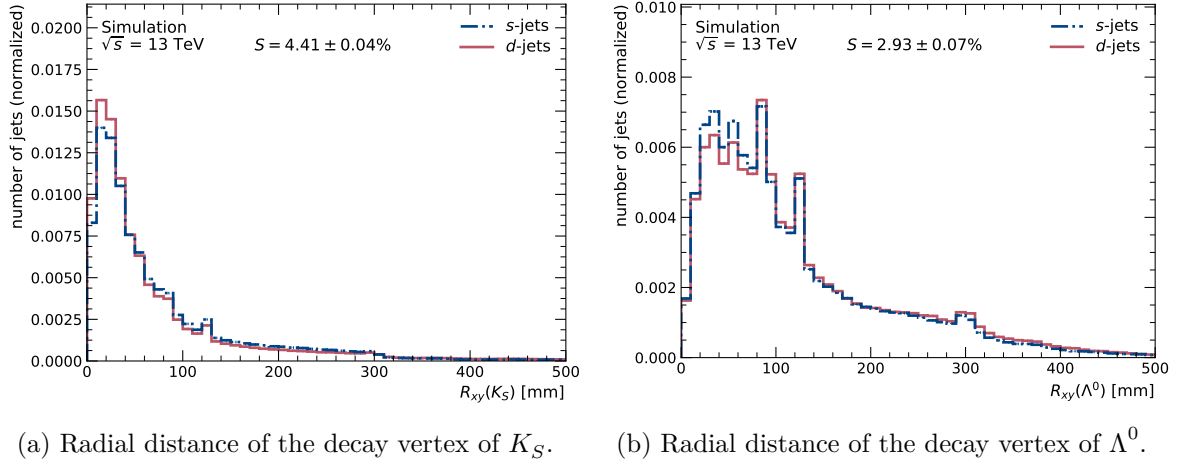 Simulation
√s = 13 TeV
S = 4.41 ± 0.04%
s-jets
d-jets
number of jets (normalized)
0.0200
0.0175
0.0150
0.0125
0.0100
0.0075
0.0050
0.0025
0.0000
0 100 200 300 400 500
R_xy(K_S) [mm]
(a) Radial distance of the decay vertex of K_S.
Simulation
√s = 13 TeV
S = 2.93 ± 0.07%
s-jets
d-jets
number of jets (normalized)
0.010
0.008
0.006
0.004
0.002
0.000
0 100 200 300 400 500
R_xy(Λ⁰) [mm]
(b) Radial distance of the decay vertex of Λ⁰.